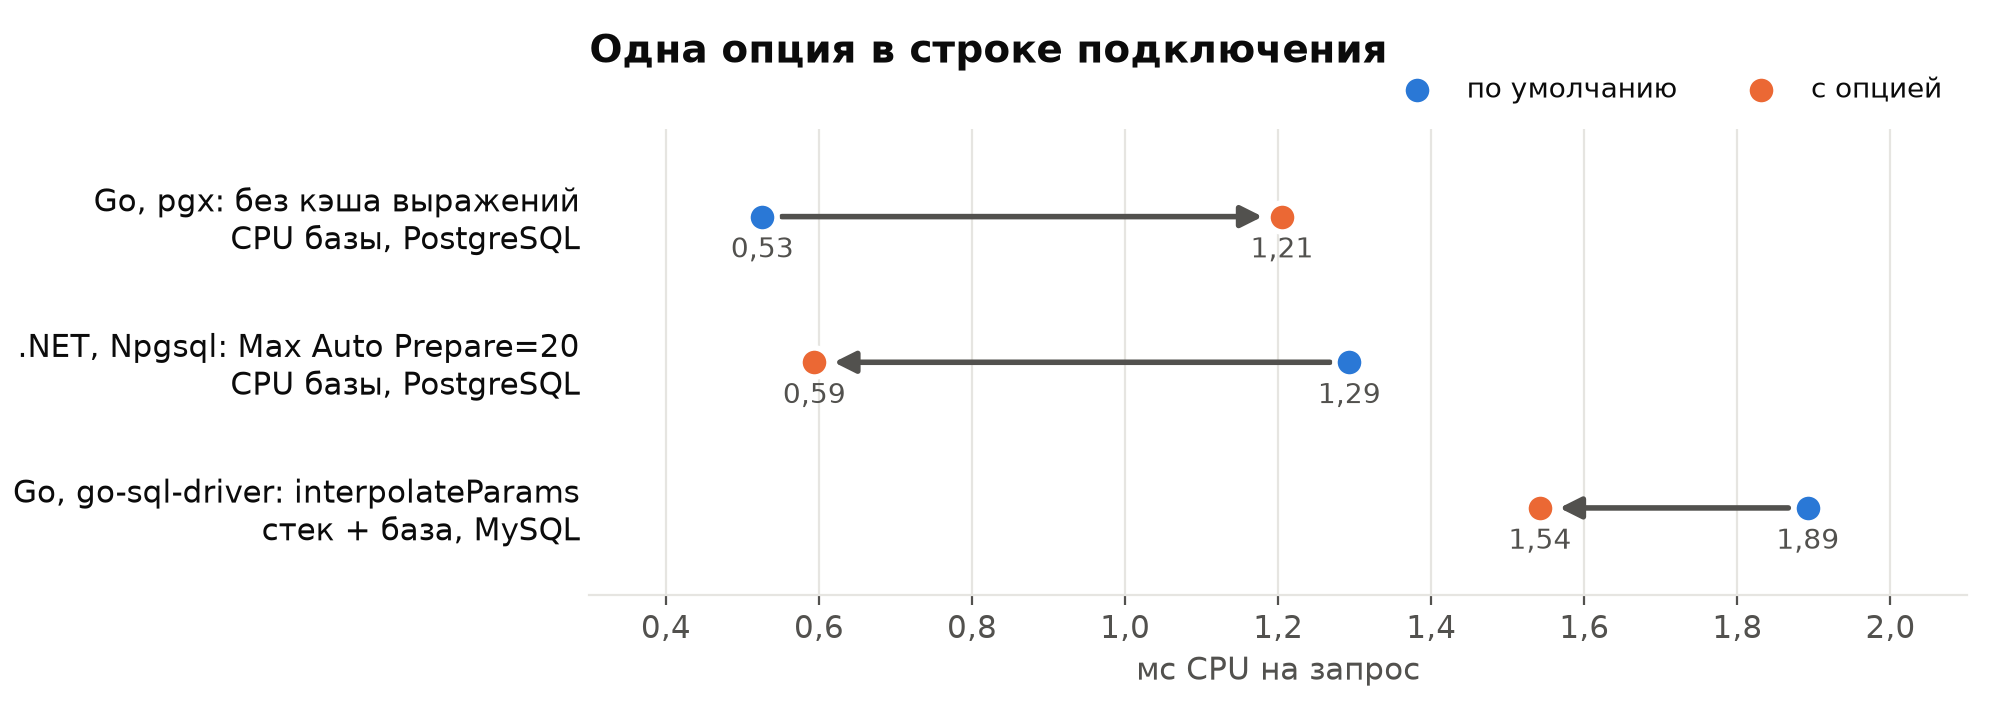 Одна опция в строке подключения
по умолчанию с опцией
Go, pgx: без кэша выражений
CPU базы, PostgreSQL
0,53 1,21
.NET, Npgsql: Max Auto Prepare=20
CPU базы, PostgreSQL
0,59 1,29
Go, go-sql-driver: interpolateParams
стек + база, MySQL
1,54 1,89
0,4 0,6 0,8 1,0 1,2 1,4 1,6 1,8 2,0
мс CPU на запрос